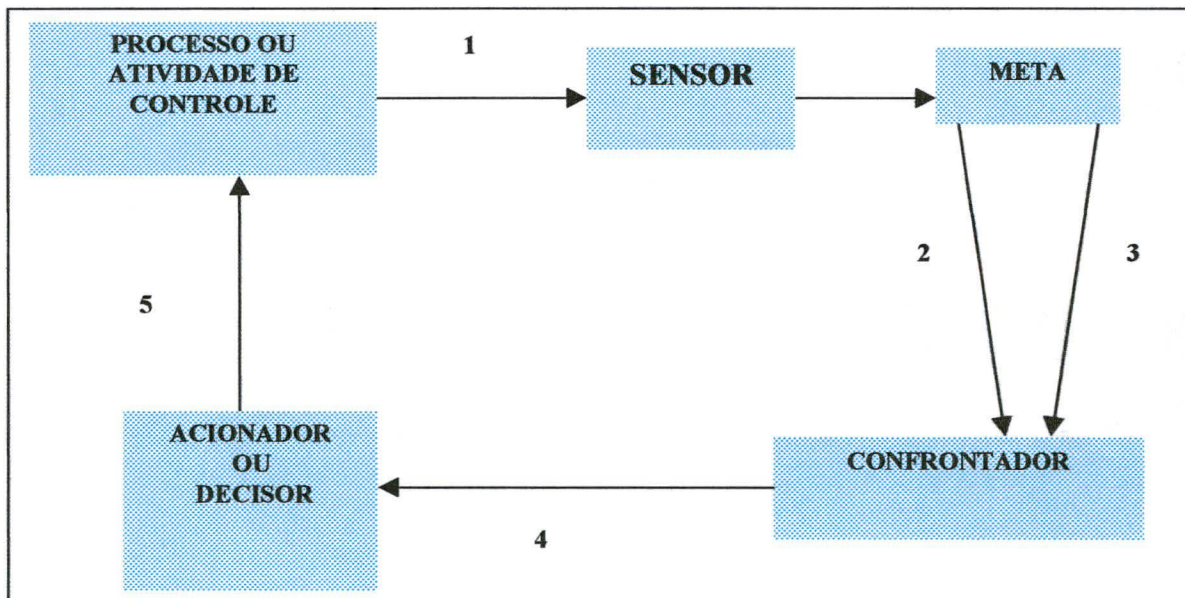 PROCESSO OU
ATIVIDADE DE
CONTROLE
1
SENSOR
META
2
3
5
ACIONADOR
OU
DECISOR
CONFRONTADOR
4